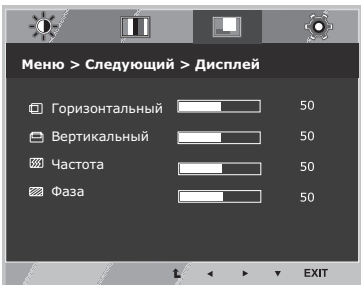 Меню > Следующий > Дисплей
Горизонтальный 50
Вертикальный 50
Частота 50
Фаза 50
EXIT